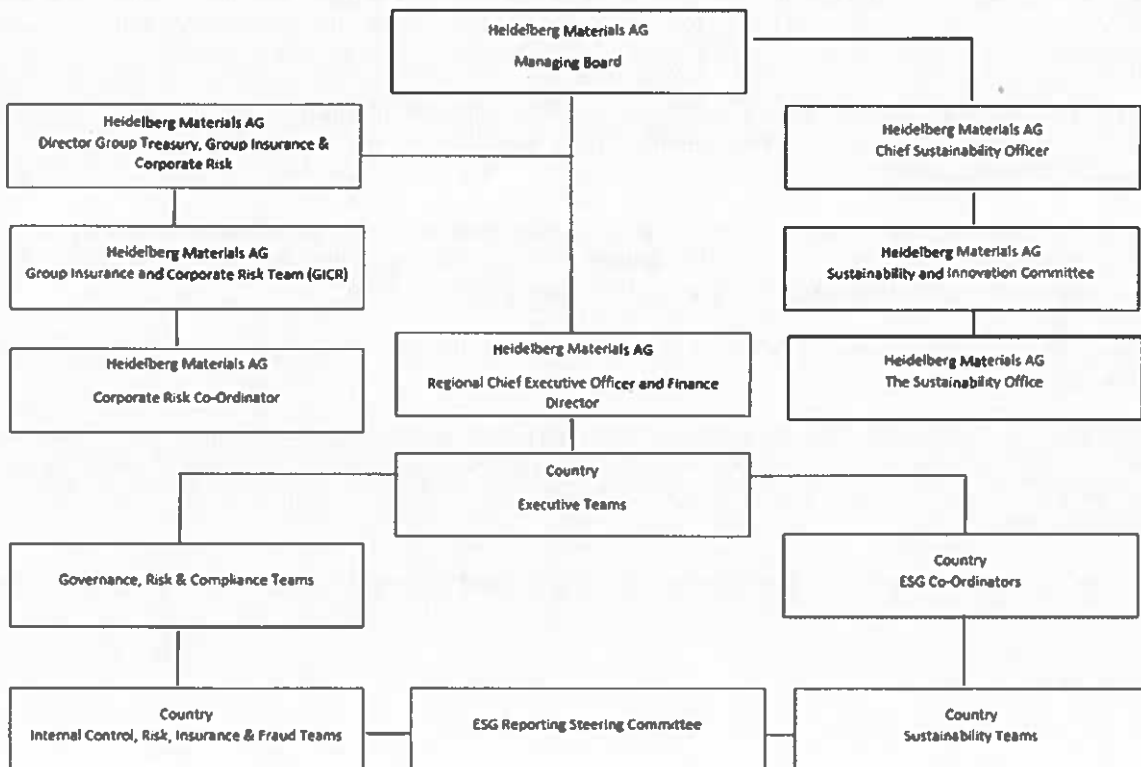 Heidelberg Materials AG
Managing Board
Heidelberg Materials AG
Director Group Treasury, Group Insurance &
Corporate Risk
Heidelberg Materials AG
Chief Sustainability Officer
Heidelberg Materials AG
Group Insurance and Corporate Risk Team (GICR)
Heidelberg Materials AG
Sustainability and Innovation Committee
Heidelberg Materials AG
Corporate Risk Co-Ordinator
Heidelberg Materials AG
Regional Chief Executive Officer and Finance
Director
Heidelberg Materials AG
The Sustainability Office
Country
Executive Teams
Governance, Risk & Compliance Teams
Country
ESG Co-Ordinators
Country
Internal Control, Risk, Insurance & Fraud Teams
ESG Reporting Steering Committee
Country
Sustainability Teams